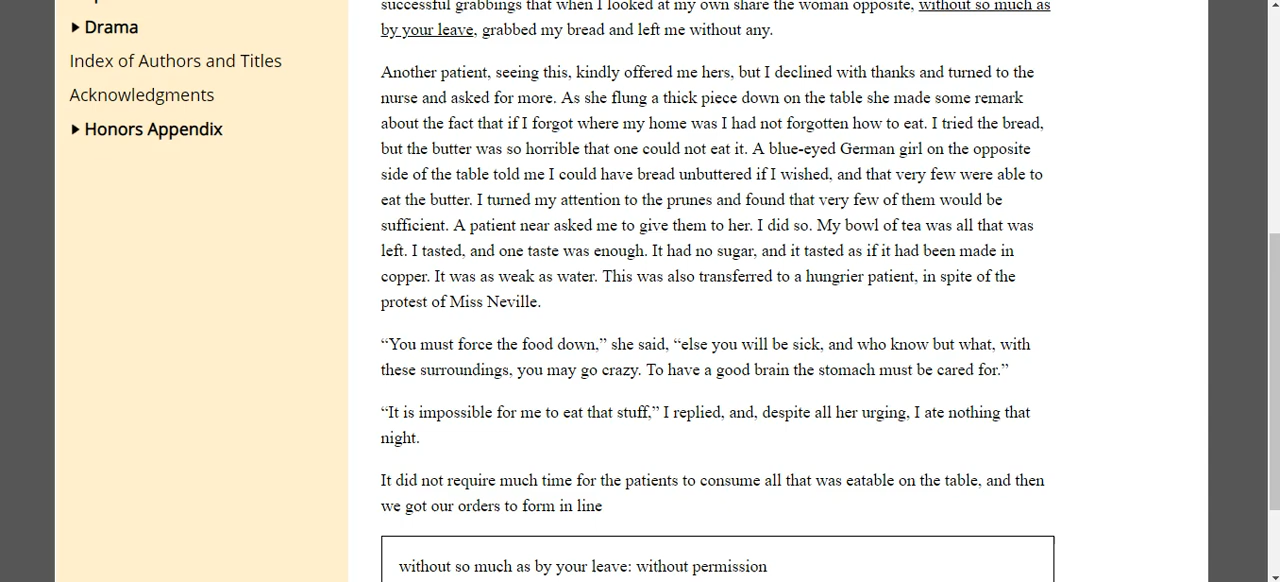 Drama
Index of Authors and Titles
Acknowledgments
Honors Appendix
successful grabbings that when I looked at my own share the woman opposite, without so much as
by your leave, grabbed my bread and left me without any.
Another patient, seeing this, kindly offered me hers, but I declined with thanks and turned to the
nurse and asked for more. As she flung a thick piece down on the table she made some remark
about the fact that if I forgot where my home was I had not forgotten how to eat. I tried the bread,
but the butter was so horrible that one could not eat it. A blue-eyed German girl on the opposite
side of the table told me I could have bread unbuttered if I wished, and that very few were able to
eat the butter. I turned my attention to the prunes and found that very few of them would be
sufficient. A patient near asked me to give them to her. I did so. My bowl of tea was all that was
left. I tasted, and one taste was enough. It had no sugar, and it tasted as if it had been made in
copper. It was as weak as water. This was also transferred to a hungrier patient, in spite of the
protest of Miss Neville.
“You must force the food down,” she said, “else you will be sick, and who know but what, with
these surroundings, you may go crazy. To have a good brain the stomach must be cared for.”
“It is impossible for me to eat that stuff,” I replied, and, despite all her urging, I ate nothing that
night.
It did not require much time for the patients to consume all that was eatable on the table, and then
we got our orders to form in line
without so much as by your leave: without permission